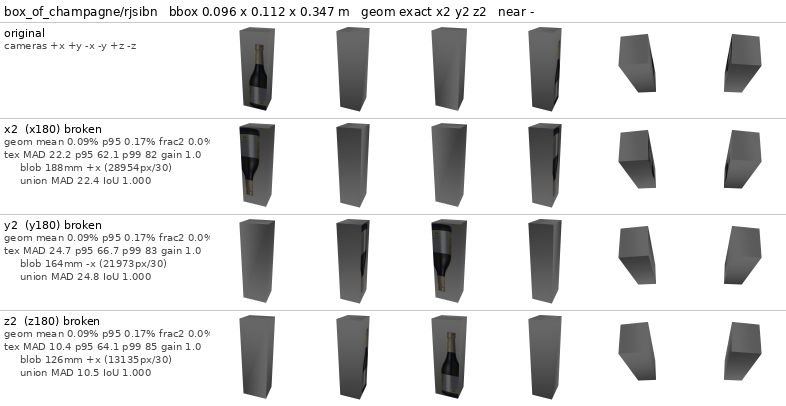 box_of_champagne/rjsibn   bbox 0.096 x 0.112 x 0.347 m   geom exact x2 y2 z2   near -
original
cameras +x +y -x -y +z -z
x2  (x180) broken
geom mean 0.09% p95 0.17% frac2 0.0%
tex MAD 22.2 p95 62.1 p99 82 gain 1.0
blob 188mm +x (28954px/30)
union MAD 22.4 IoU 1.000
y2  (y180) broken
geom mean 0.09% p95 0.17% frac2 0.0%
tex MAD 24.7 p95 66.7 p99 83 gain 1.0
blob 164mm -x (21973px/30)
union MAD 24.8 IoU 1.000
z2  (z180) broken
geom mean 0.09% p95 0.17% frac2 0.0%
tex MAD 10.4 p95 64.1 p99 85 gain 1.0
blob 126mm +x (13135px/30)
union MAD 10.5 IoU 1.000